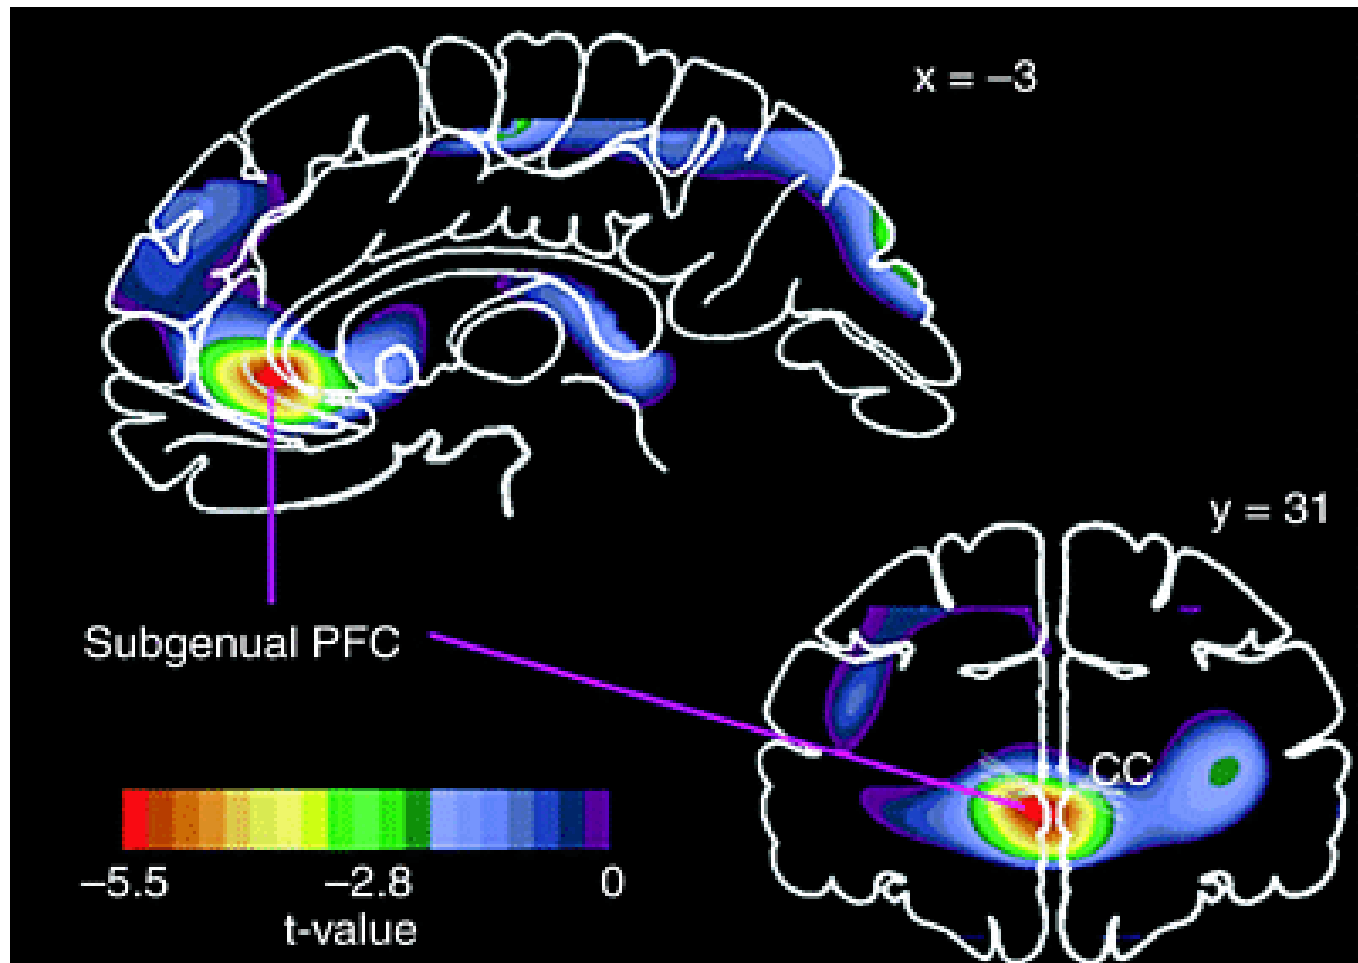 x = –3
y = 31
Subgenual PFC
CC
–5.5 –2.8 0
t-value